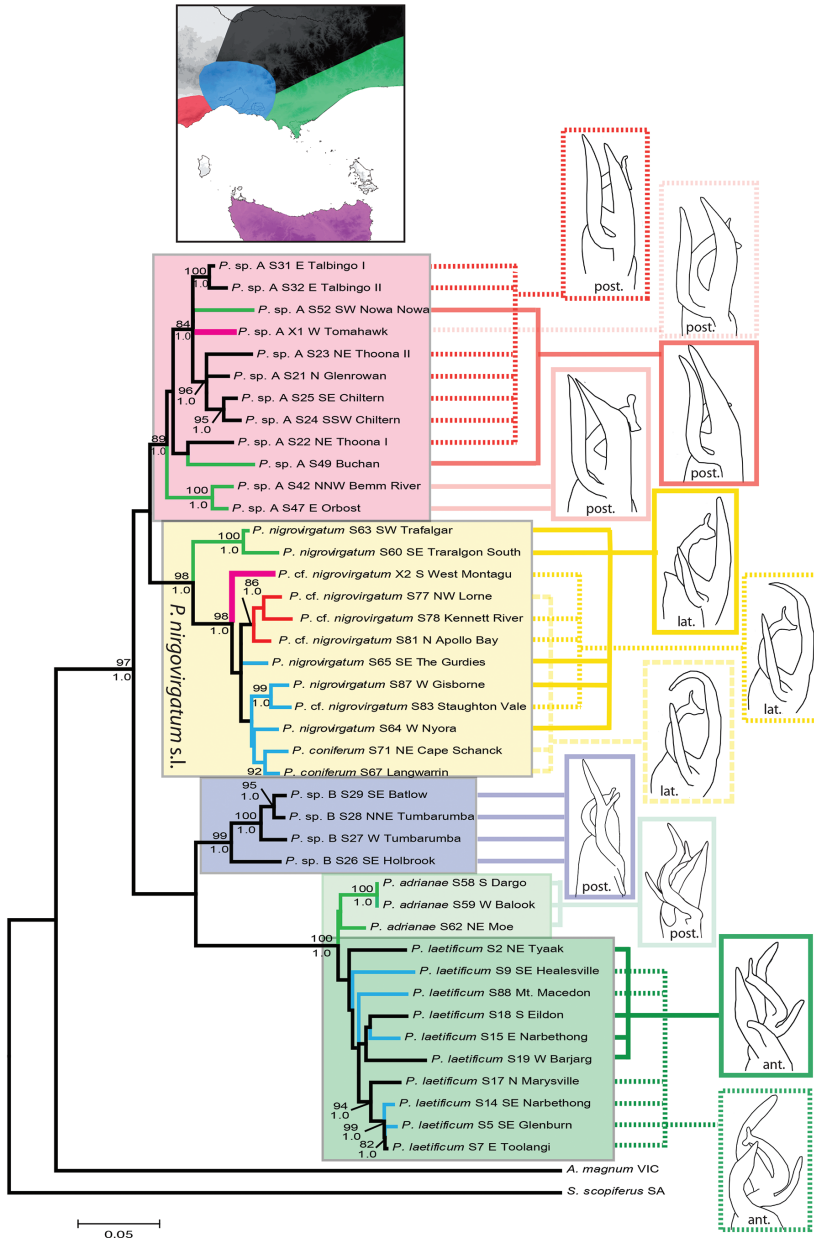 post.
post.
100
1.0
P. sp. A S31 E Talbingo I
P. sp. A S32 E Talbingo II
P. sp. A S52 SW Nowa Nowa
84
1.0
P. sp. A X1 W Tomahawk
P. sp. A S23 NE Thoona II
P. sp. A S21 N Glenrowan
96
1.0
P. sp. A S25 SE Chiltern
95
1.0
P. sp. A S24 SSW Chiltern
89
1.0
P. sp. A S22 NE Thoona I
P. sp. A S49 Buchan
post.
100
1.0
P. sp. A S42 NNW Bemm River
P. sp. A S47 E Orbost
post.
P. nirgovirgatum s.l.
100
1.0
P. nigrovirgatum S63 SW Trafalgar
P. nigrovirgatum S60 SE Traralgon South
98
1.0
P. cf. nigrovirgatum X2 S West Montagu
86
1.0
P. cf. nigrovirgatum S77 NW Lorne
98
1.0
P. cf. nigrovirgatum S78 Kennett River
P. cf. nigrovirgatum S81 N Apollo Bay
lat.
P. nigrovirgatum S65 SE The Gurdies
97
1.0
99
1.0
P. nigrovirgatum S87 W Gisborne
P. cf. nigrovirgatum S83 Staughton Vale
lat.
P. nigrovirgatum S64 W Nyora
P. coniferum S71 NE Cape Schanck
92
P. coniferum S67 Langwarrin
lat.
95
1.0
P. sp. B S29 SE Batlow
100
1.0
P. sp. B S28 NNE Tumbarumba
P. sp. B S27 W Tumbarumba
99
1.0
P. sp. B S26 SE Holbrook
post.
100
1.0
P. adrianae S58 S Dargo
P. adrianae S59 W Balook
P. adrianae S62 NE Moe
post.
100
1.0
P. laetificum S2 NE Tyaak
P. laetificum S9 SE Healesville
P. laetificum S88 Mt. Macedon
P. laetificum S18 S Eildon
P. laetificum S15 E Narbethong
P. laetificum S19 W Barjarg
ant.
P. laetificum S17 N Marysville
94
1.0
P. laetificum S14 SE Narbethong
99
1.0
P. laetificum S5 SE Glenburn
82
1.0
P. laetificum S7 E Toolangi
A. magnum VIC
S. scopiferus SA
ant.
0.05